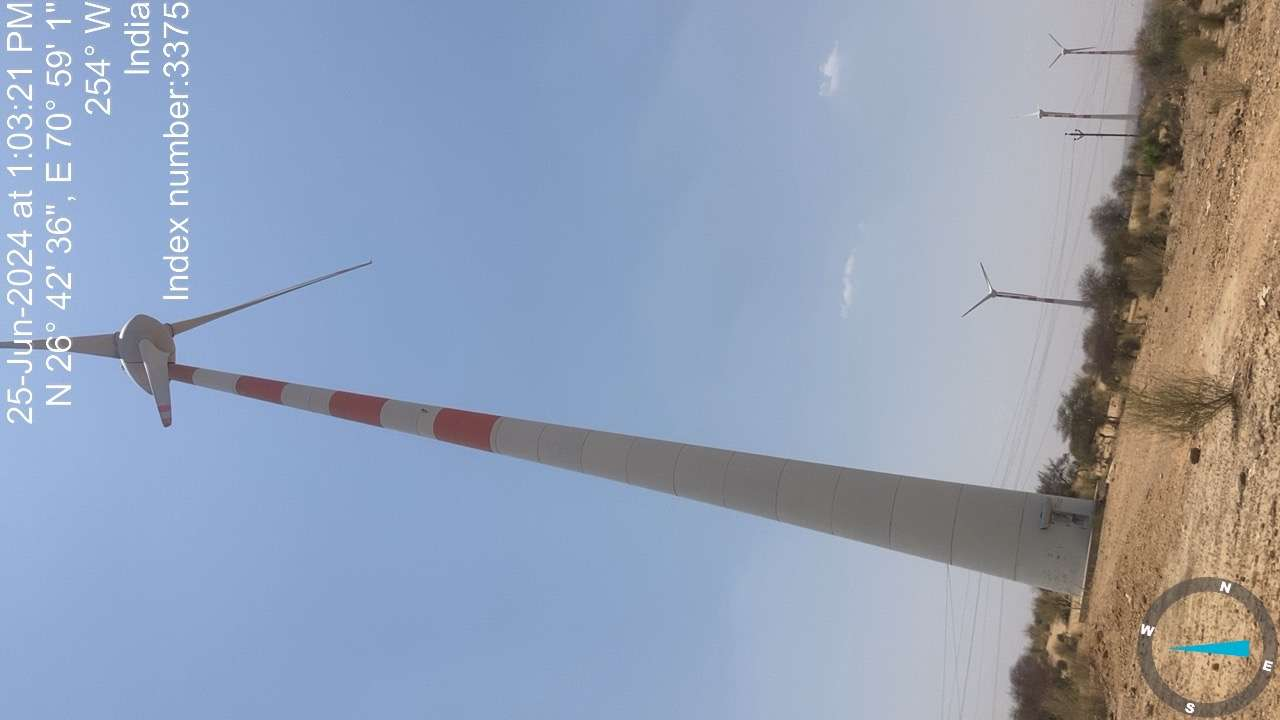 25-Jun-2024 at 1:03:21 PM
N 26° 42' 36", E 70° 59' 1"
254° W
India
Index number:3375
N
W
E
S